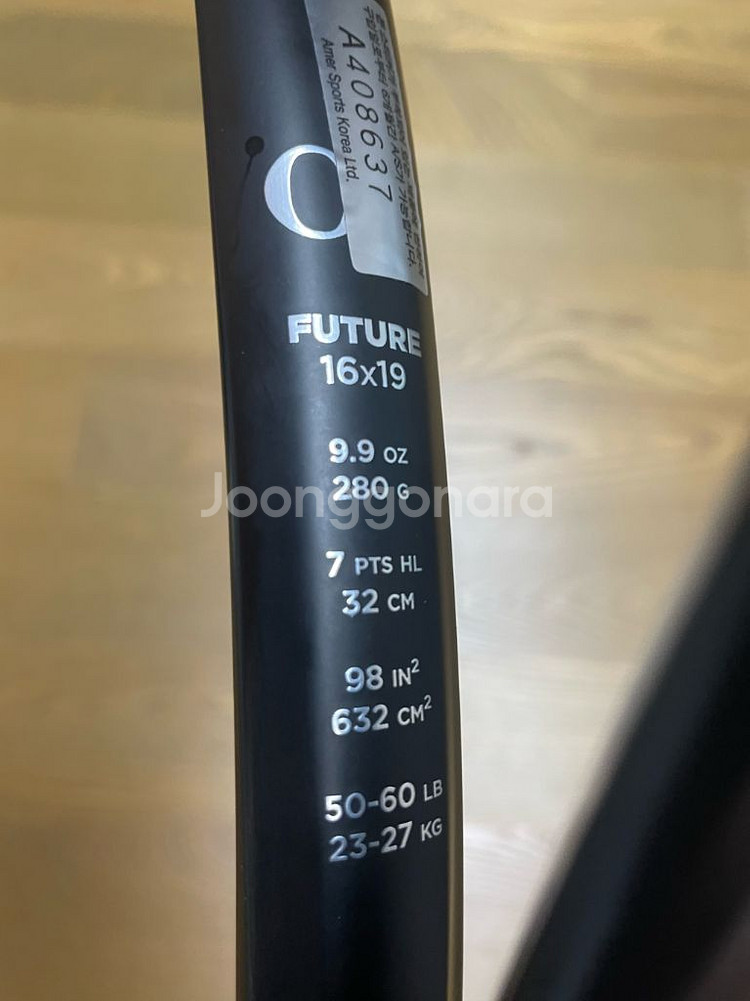 A408637
Amer Sports Korea Ltd.
FUTURE
16x19
9.9 OZ
280 G
Joonggonara
7 PTS HL
32 CM
98 IN²
632 CM²
50-60 LB
23-27 KG